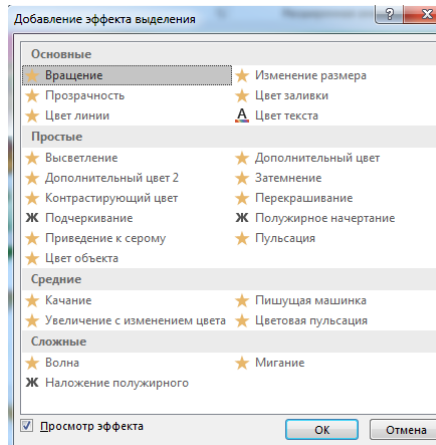 Добавление эффекта выделения
Основные
Вращение Изменение размера
Прозрачность Цвет заливки
Цвет линии А Цвет текста
Простые
Высветление Дополнительный цвет
Дополнительный цвет 2 Затемнение
Контрастирующий цвет Перекрашивание
Ж Подчеркивание Ж Полужирное начертание
Приведение к серому Пульсация
Цвет объекта
Средние
Качание Пишущая машинка
Увеличение с изменением цвета Цветовая пульсация
Сложные
Волна Мигание
Ж Наложение полужирного
Просмотр эффекта ОК Отмена